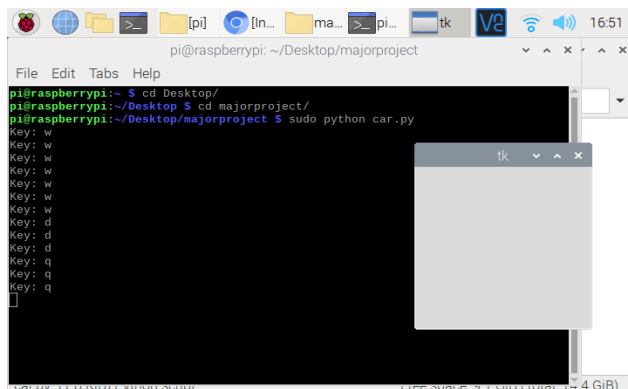 [pi] [In... ma... pi... tk 16:51
pi@raspberrypi: ~/Desktop/majorproject
File Edit Tabs Help
pi@raspberrypi:~ $ cd Desktop/
pi@raspberrypi:~/Desktop $ cd majorproject/
pi@raspberrypi:~/Desktop/majorproject $ sudo python car.py
Key: w
Key: w
Key: w
Key: w
Key: w
Key: w
Key: w
Key: d
Key: d
Key: d
Key: q
Key: q
Key: q
tk
4 GiB)